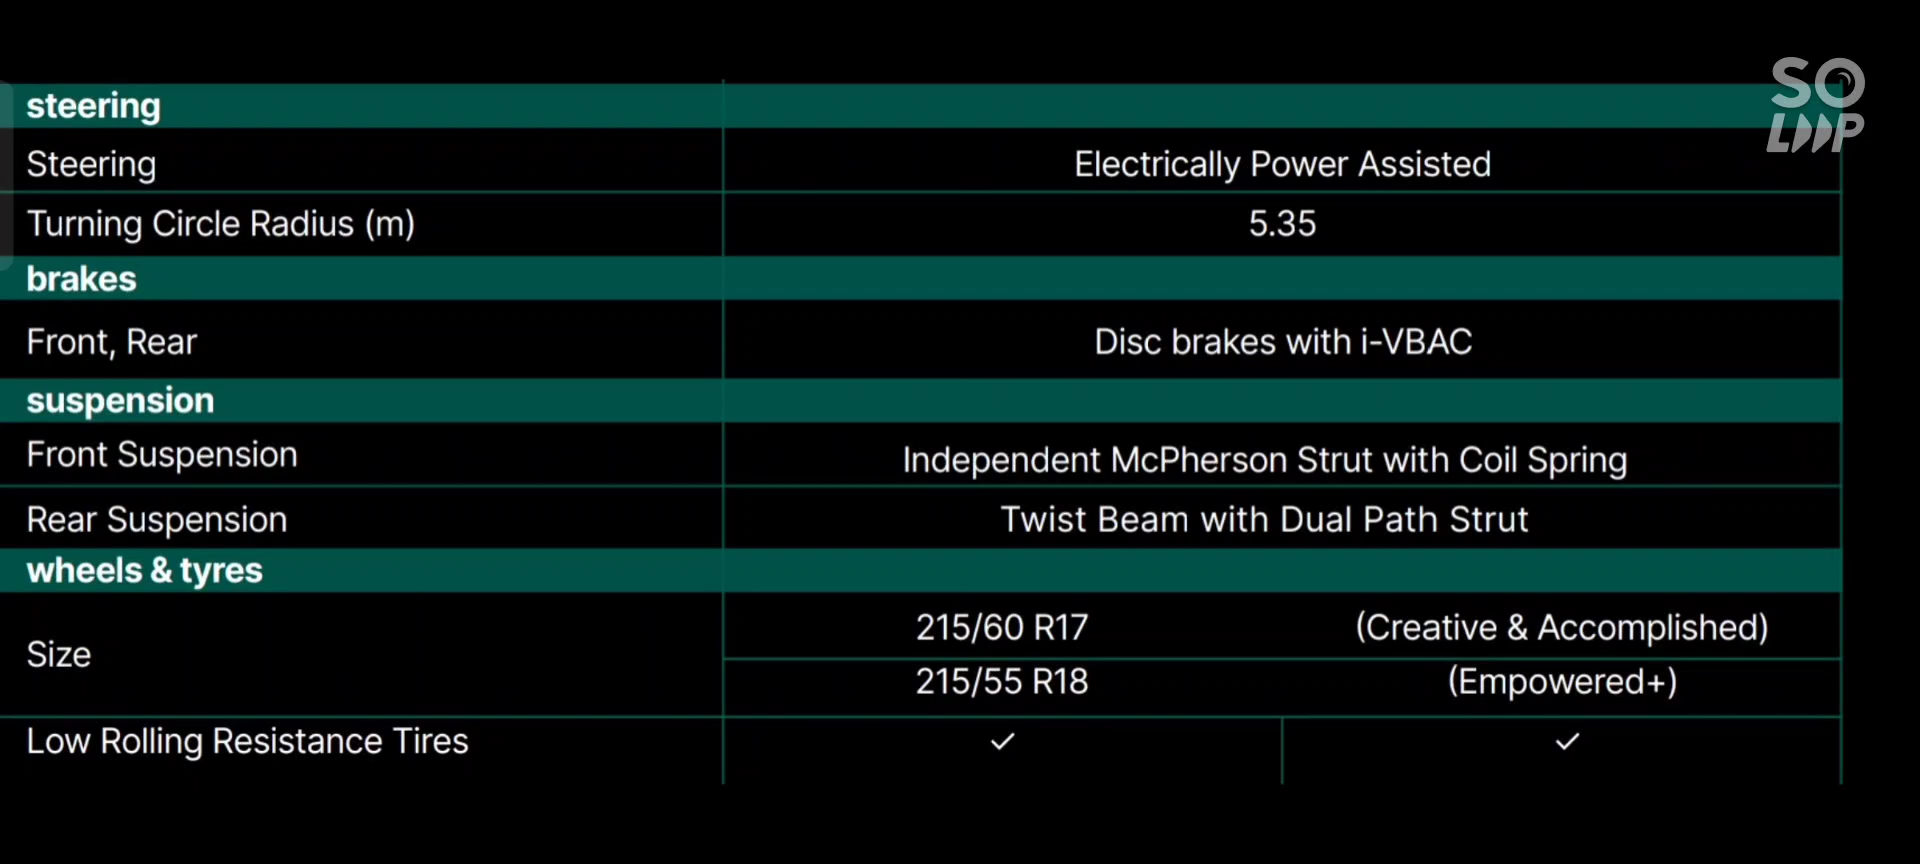 SO
LOOP
steering
Steering Electrically Power Assisted
Turning Circle Radius (m) 5.35
brakes
Front, Rear Disc brakes with i-VBAC
suspension
Front Suspension Independent McPherson Strut with Coil Spring
Rear Suspension Twist Beam with Dual Path Strut
wheels & tyres
Size 215/60 R17 (Creative & Accomplished)
215/55 R18 (Empowered+)
Low Rolling Resistance Tires ✓ ✓